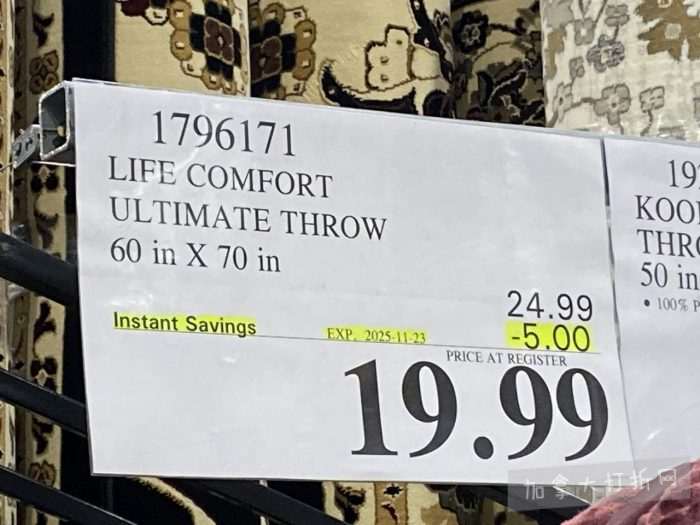 1796171
LIFE COMFORT
ULTIMATE THROW
60 in X 70 in
24.99
Instant Savings EXP. 2025-11-23 -5.00
PRICE AT REGISTER
19.99
19
KOO
THR
50 in
• 100%
加拿大打折网